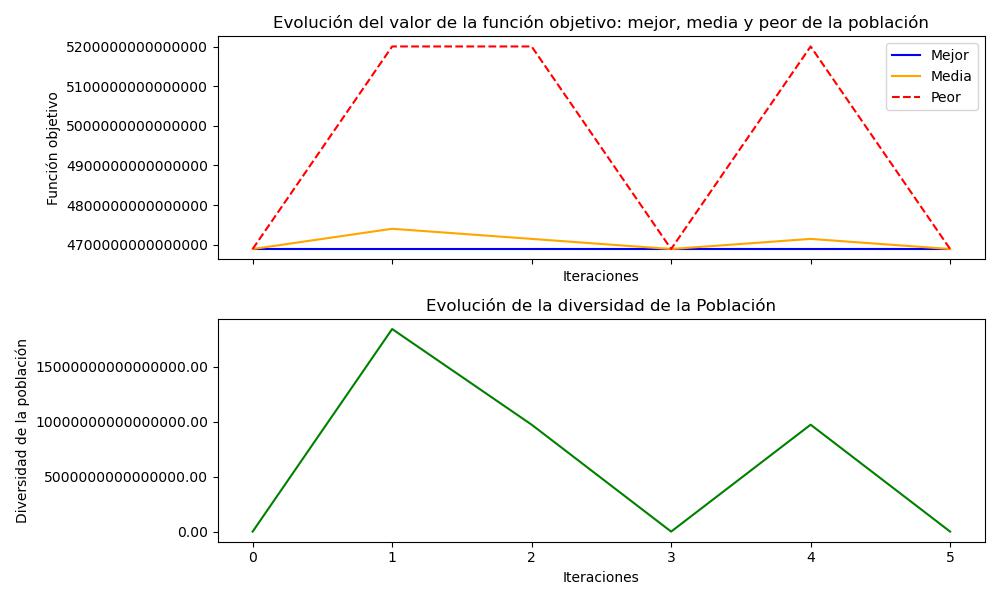 Evolución del valor de la función objetivo: mejor, media y peor de la población
Función objetivo
5200000000000000
5100000000000000
5000000000000000
4900000000000000
4800000000000000
4700000000000000
Mejor
Media
Peor
Iteraciones
Evolución de la diversidad de la Población
Diversidad de la población
15000000000000000.00
10000000000000000.00
5000000000000000.00
0.00
0 1 2 3 4 5
Iteraciones